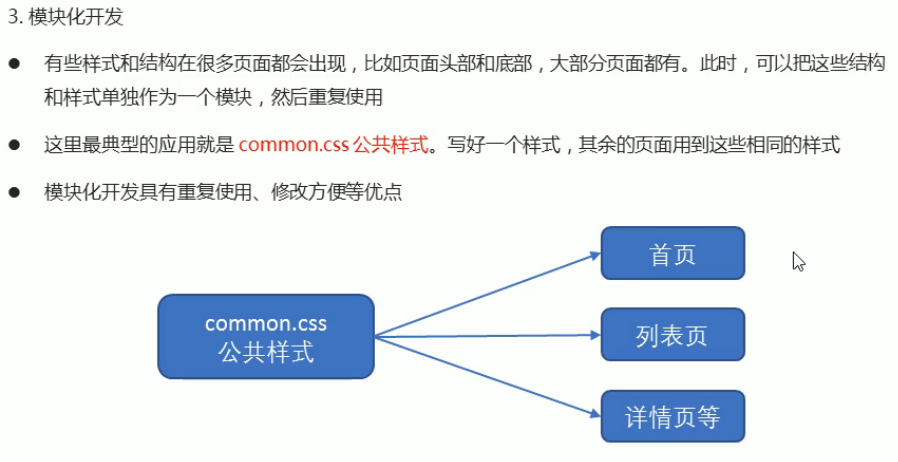 3. 模块化开发
● 有些样式和结构在很多页面都会出现，比如页面头部和底部，大部分页面都有。此时，可以把这些结构
和样式单独作为一个模块，然后重复使用
● 这里最典型的应用就是 common.css 公共样式。写好一个样式，其余的页面用到这些相同的样式
● 模块化开发具有重复使用、修改方便等优点
首页
common.css
公共样式
列表页
详情页等